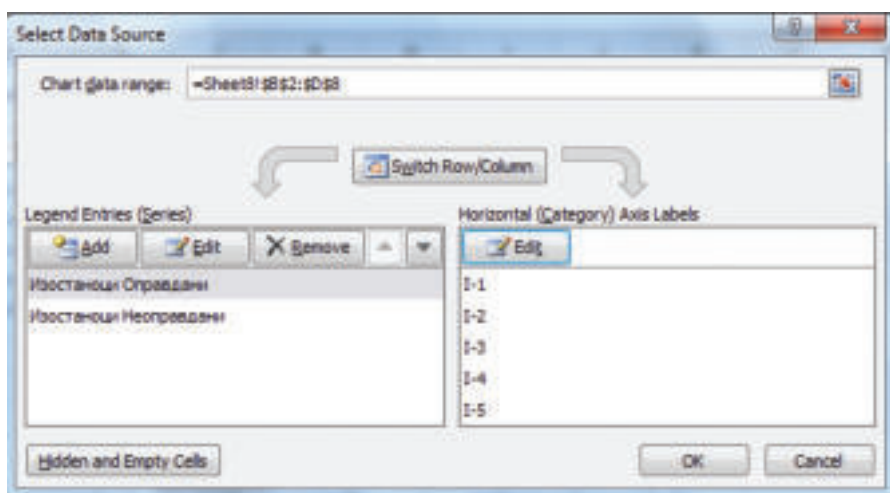 Select Data Source
Chart data range: =Sheet8!$B$2:$D$8
Switch Row/Column
Legend Entries (Series)
Add Edit Remove
Изостаноци Оправдани
Изостаноци Неоправдани
Horizontal (Category) Axis Labels
Edit
I-1
I-2
I-3
I-4
I-5
Hidden and Empty Cells
OK Cancel